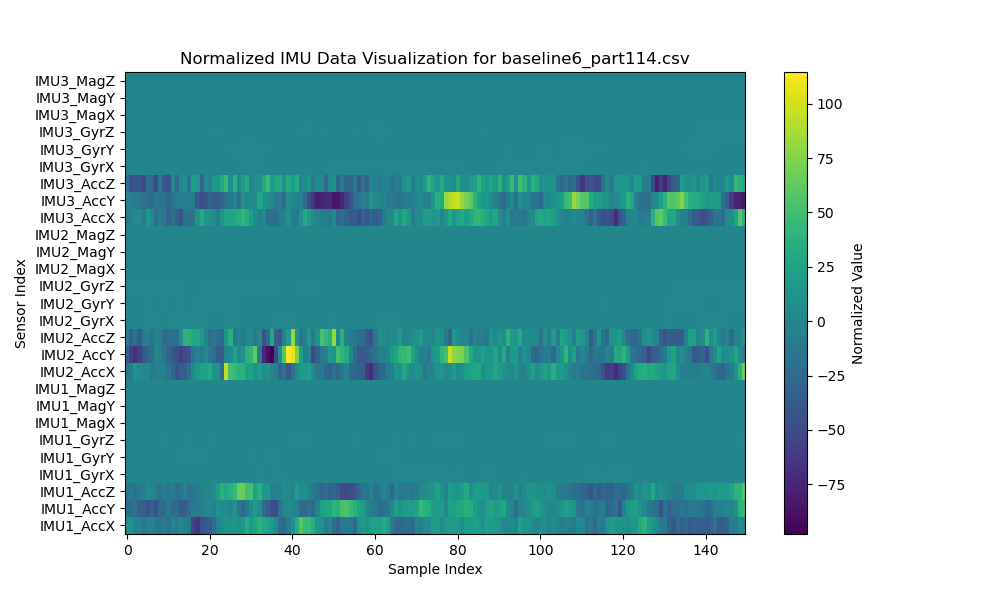 Normalized IMU Data Visualization for baseline6_part114.csv
IMU3_MagZ
IMU3_MagY
IMU3_MagX
IMU3_GyrZ
IMU3_GyrY
IMU3_GyrX
IMU3_AccZ
IMU3_AccY
IMU3_AccX
IMU2_MagZ
IMU2_MagY
IMU2_MagX
IMU2_GyrZ
IMU2_GyrY
IMU2_GyrX
IMU2_AccZ
IMU2_AccY
IMU2_AccX
IMU1_MagZ
IMU1_MagY
IMU1_MagX
IMU1_GyrZ
IMU1_GyrY
IMU1_GyrX
IMU1_AccZ
IMU1_AccY
IMU1_AccX
Sensor Index
0 20 40 60 80 100 120 140
Sample Index
100
75
50
25
0
−25
−50
−75
Normalized Value